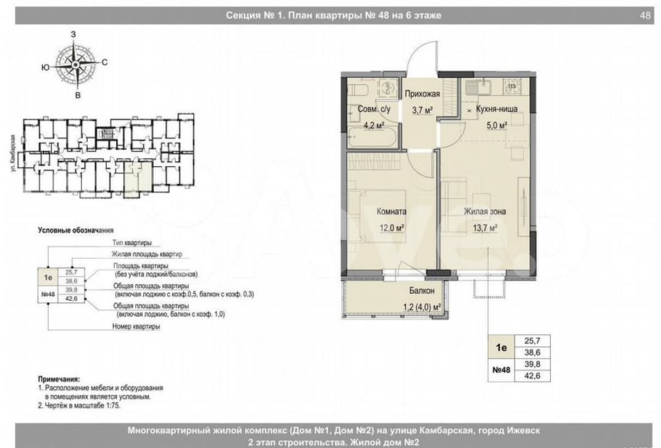 Секция № 1. План квартиры № 48 на 6 этаже
48
З
Ю
С
В
ул. Камбарская
Совм. с/у
4,2 м²
Прихожая
3,7 м²
Кухня-ниша
5,0 м²
Комната
12,0 м²
Жилая зона
13,7 м²
Балкон
1,2 (4,0) м²
Условные обозначания
Тип квартиры
Жилая площадь квартир
Площадь квартиры
(без учёта лоджий/балконов)
Общая площадь квартиры
(включая лоджию с коэф.0,5, балкон с коэф. 0,3)
Общая площадь квартиры
(включая лоджию, балкон с коэф. 1,0)
Номер квартиры
1е
25,7
38,6
№48
39,8
42,6
1е
25,7
38,6
№48
39,8
42,6
Примечания:
1. Расположение мебели и оборудования
в помещениях является условным.
2. Чертёж в масштабе 1:75.
Многоквартирный жилой комплекс (Дом №1, Дом №2) на улице Камбарская, город Ижевск
2 этап строительства. Жилой дом №2